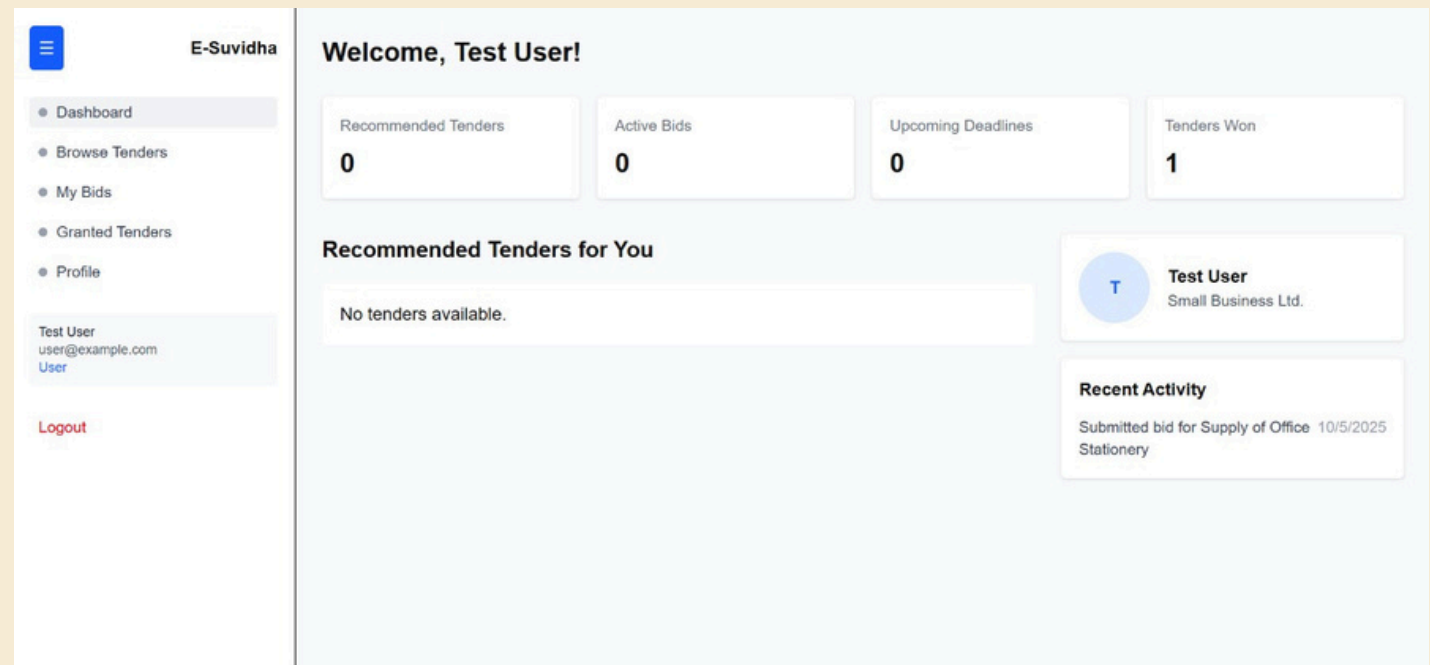 ☰ E-Suvidha
Dashboard
Browse Tenders
My Bids
Granted Tenders
Profile
Test User
user@example.com
User
Logout
Welcome, Test User!
Recommended Tenders
0
Active Bids
0
Upcoming Deadlines
0
Tenders Won
1
Recommended Tenders for You
No tenders available.
T
Test User
Small Business Ltd.
Recent Activity
Submitted bid for Supply of Office 10/5/2025
Stationery